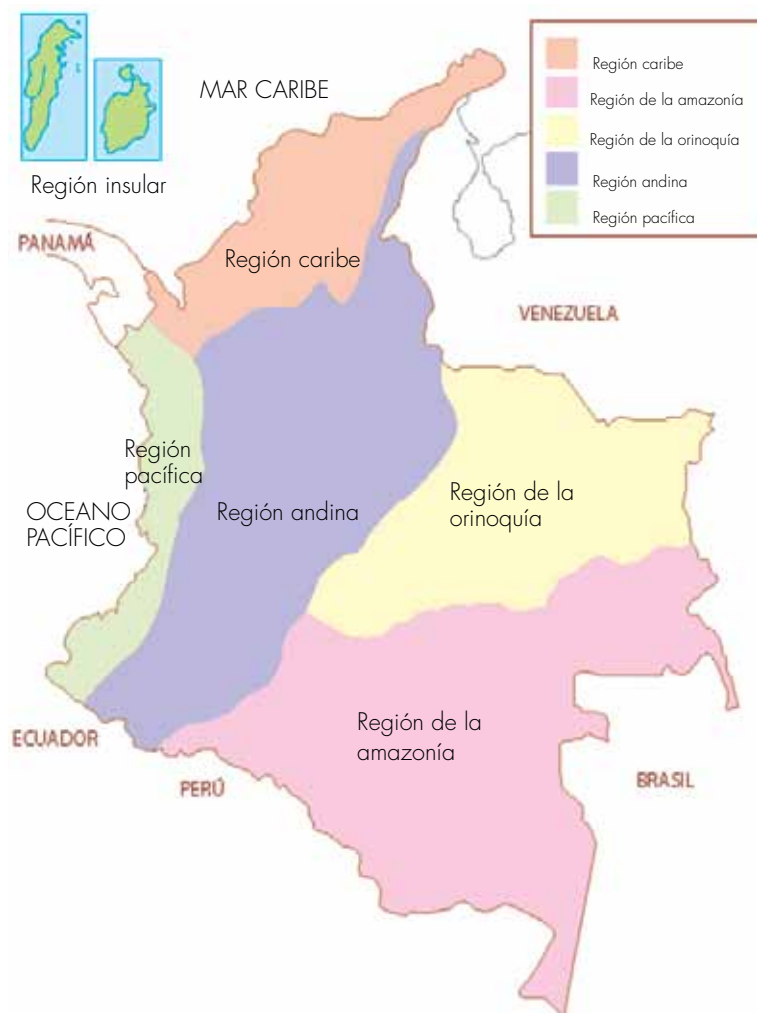 MAR CARIBE
Región caribe
Región de la amazonía
Región de la orinoquía
Región andina
Región pacífica
Región insular
PANAMÁ
Región caribe
VENEZUELA
Región
pacífica
Región de la
orinoquía
OCEANO
PACÍFICO
Región andina
Región de la
amazonía
ECUADOR
PERÚ
BRASIL